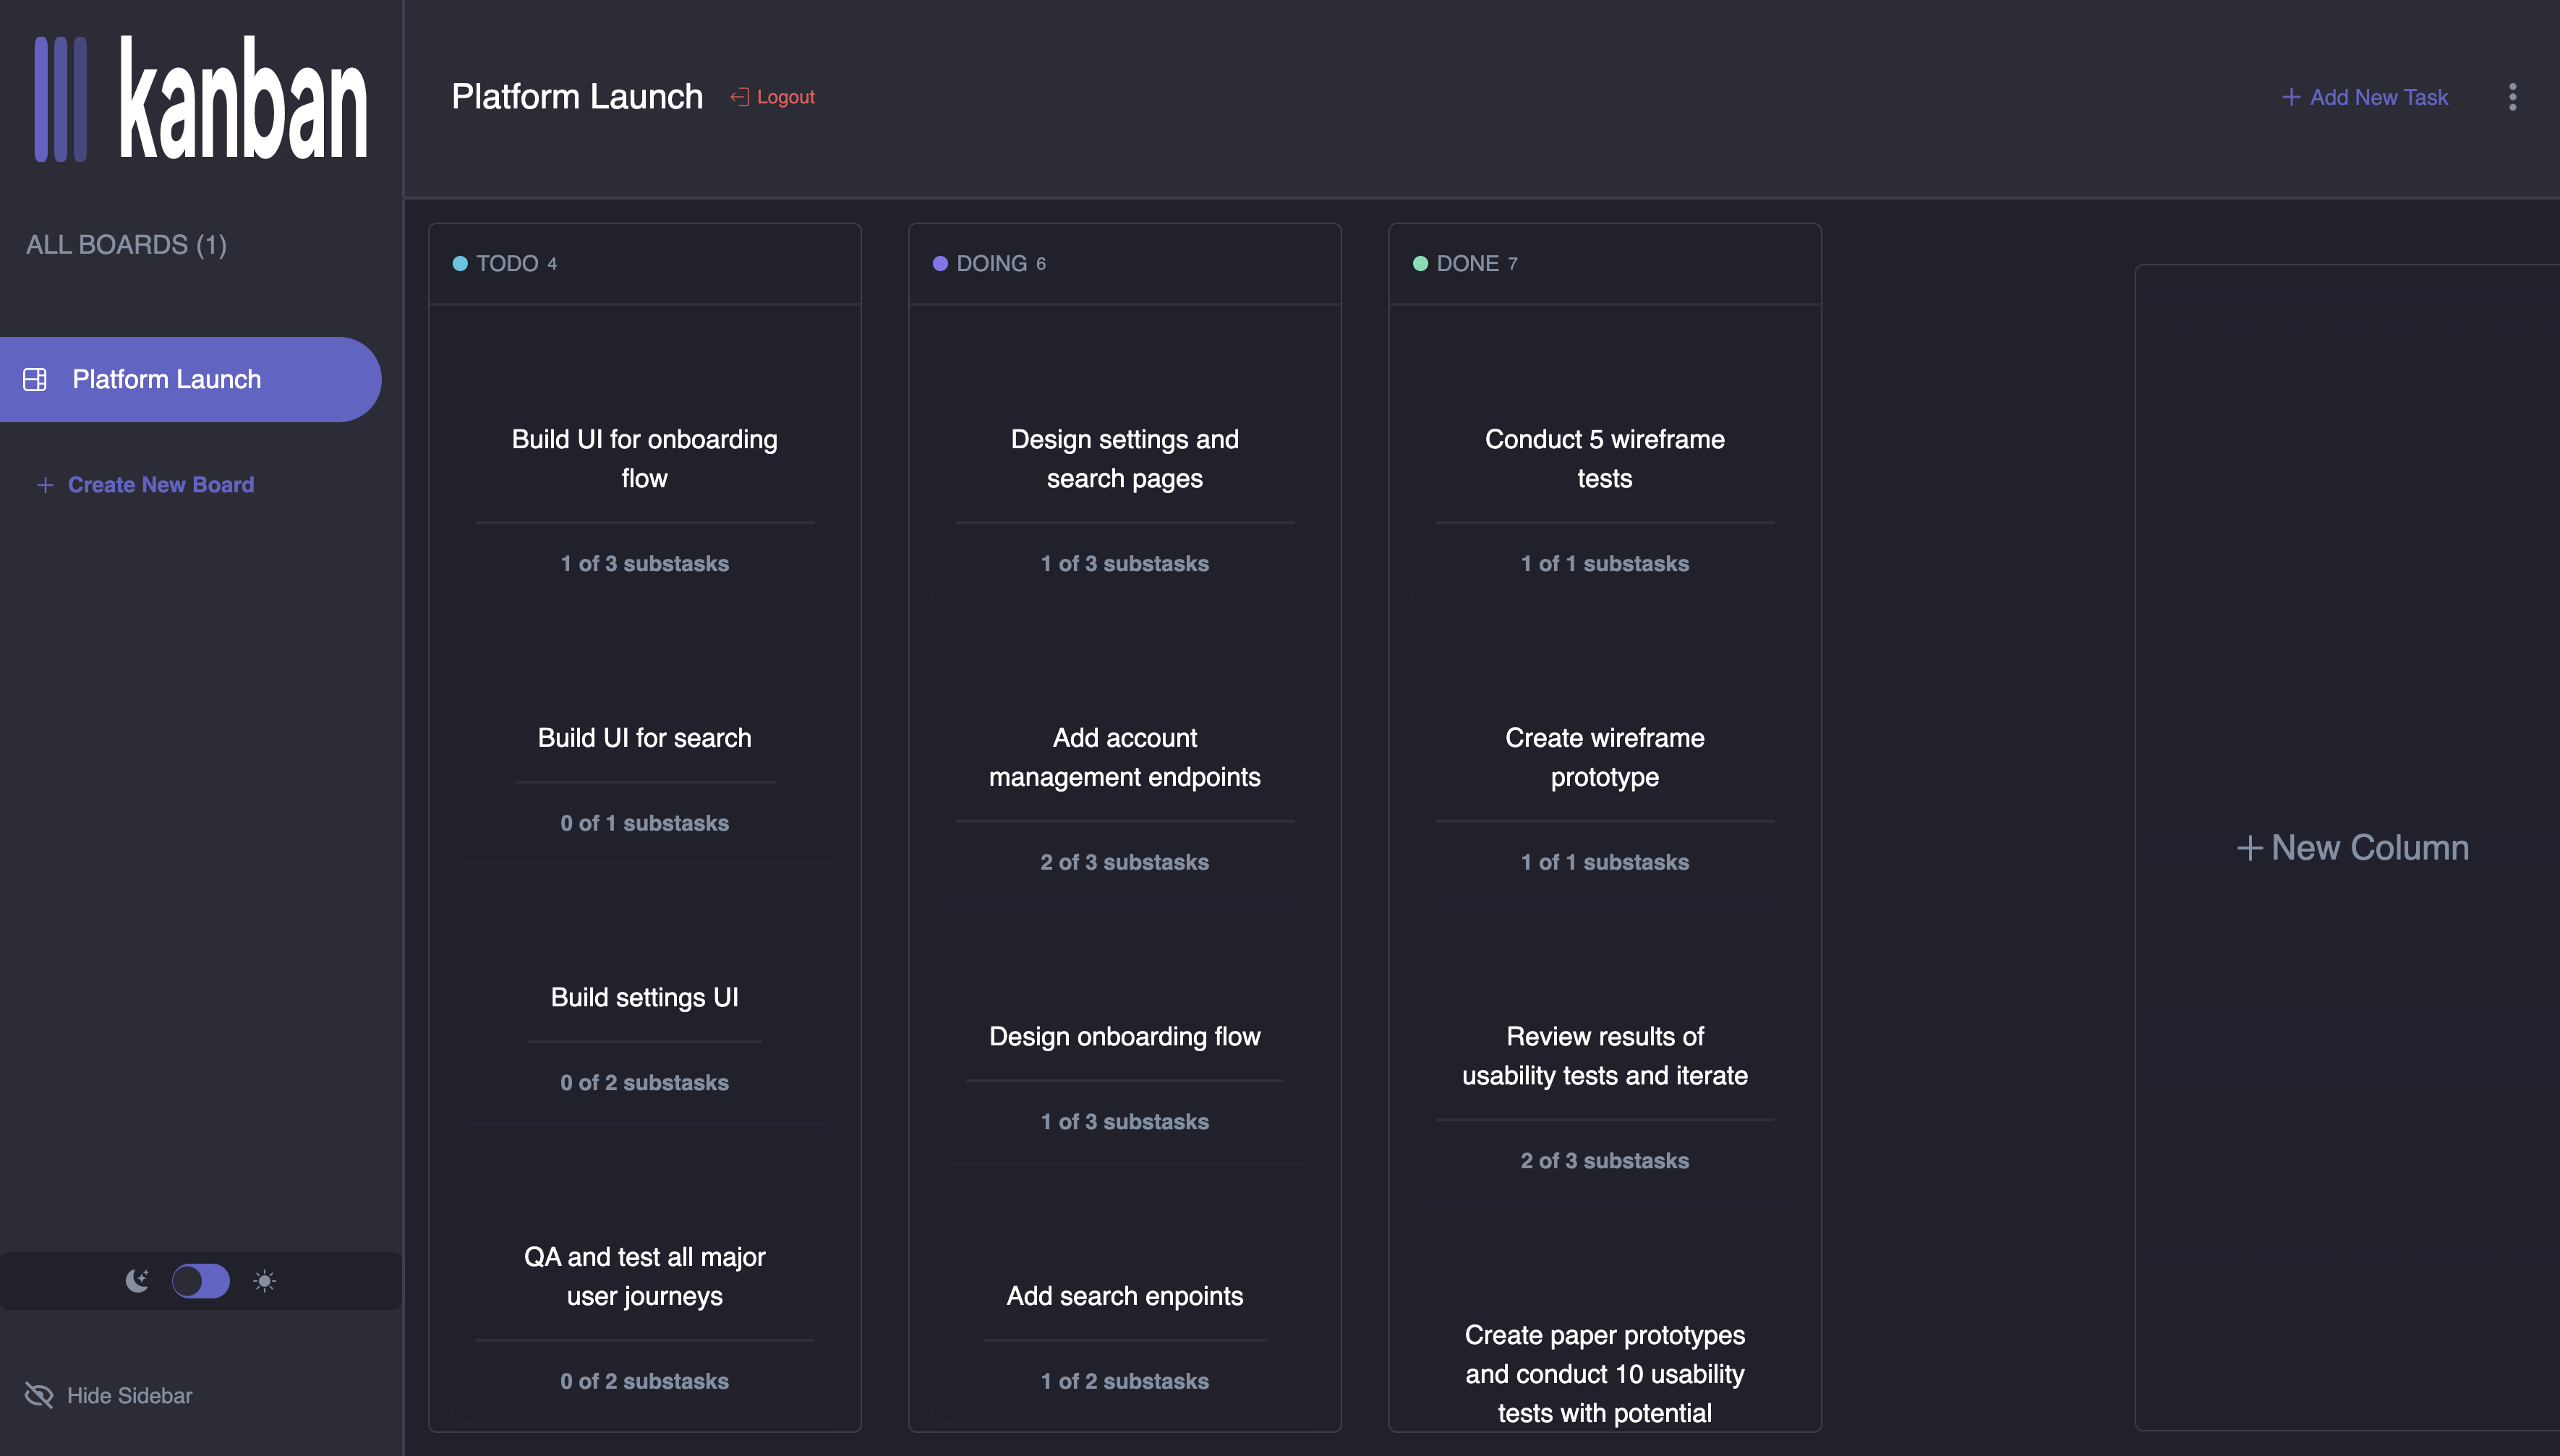 kanban
Platform Launch
Logout
Add New Task
ALL BOARDS (1)
Platform Launch
Create New Board
Hide Sidebar
TODO 4
Build UI for onboarding
flow
1 of 3 substasks
Build UI for search
0 of 1 substasks
Build settings UI
0 of 2 substasks
QA and test all major
user journeys
0 of 2 substasks
DOING 6
Design settings and
search pages
1 of 3 substasks
Add account
management endpoints
2 of 3 substasks
Design onboarding flow
1 of 3 substasks
Add search enpoints
1 of 2 substasks
DONE 7
Conduct 5 wireframe
tests
1 of 1 substasks
Create wireframe
prototype
1 of 1 substasks
Review results of
usability tests and iterate
2 of 3 substasks
Create paper prototypes
and conduct 10 usability
tests with potential
+ New Column